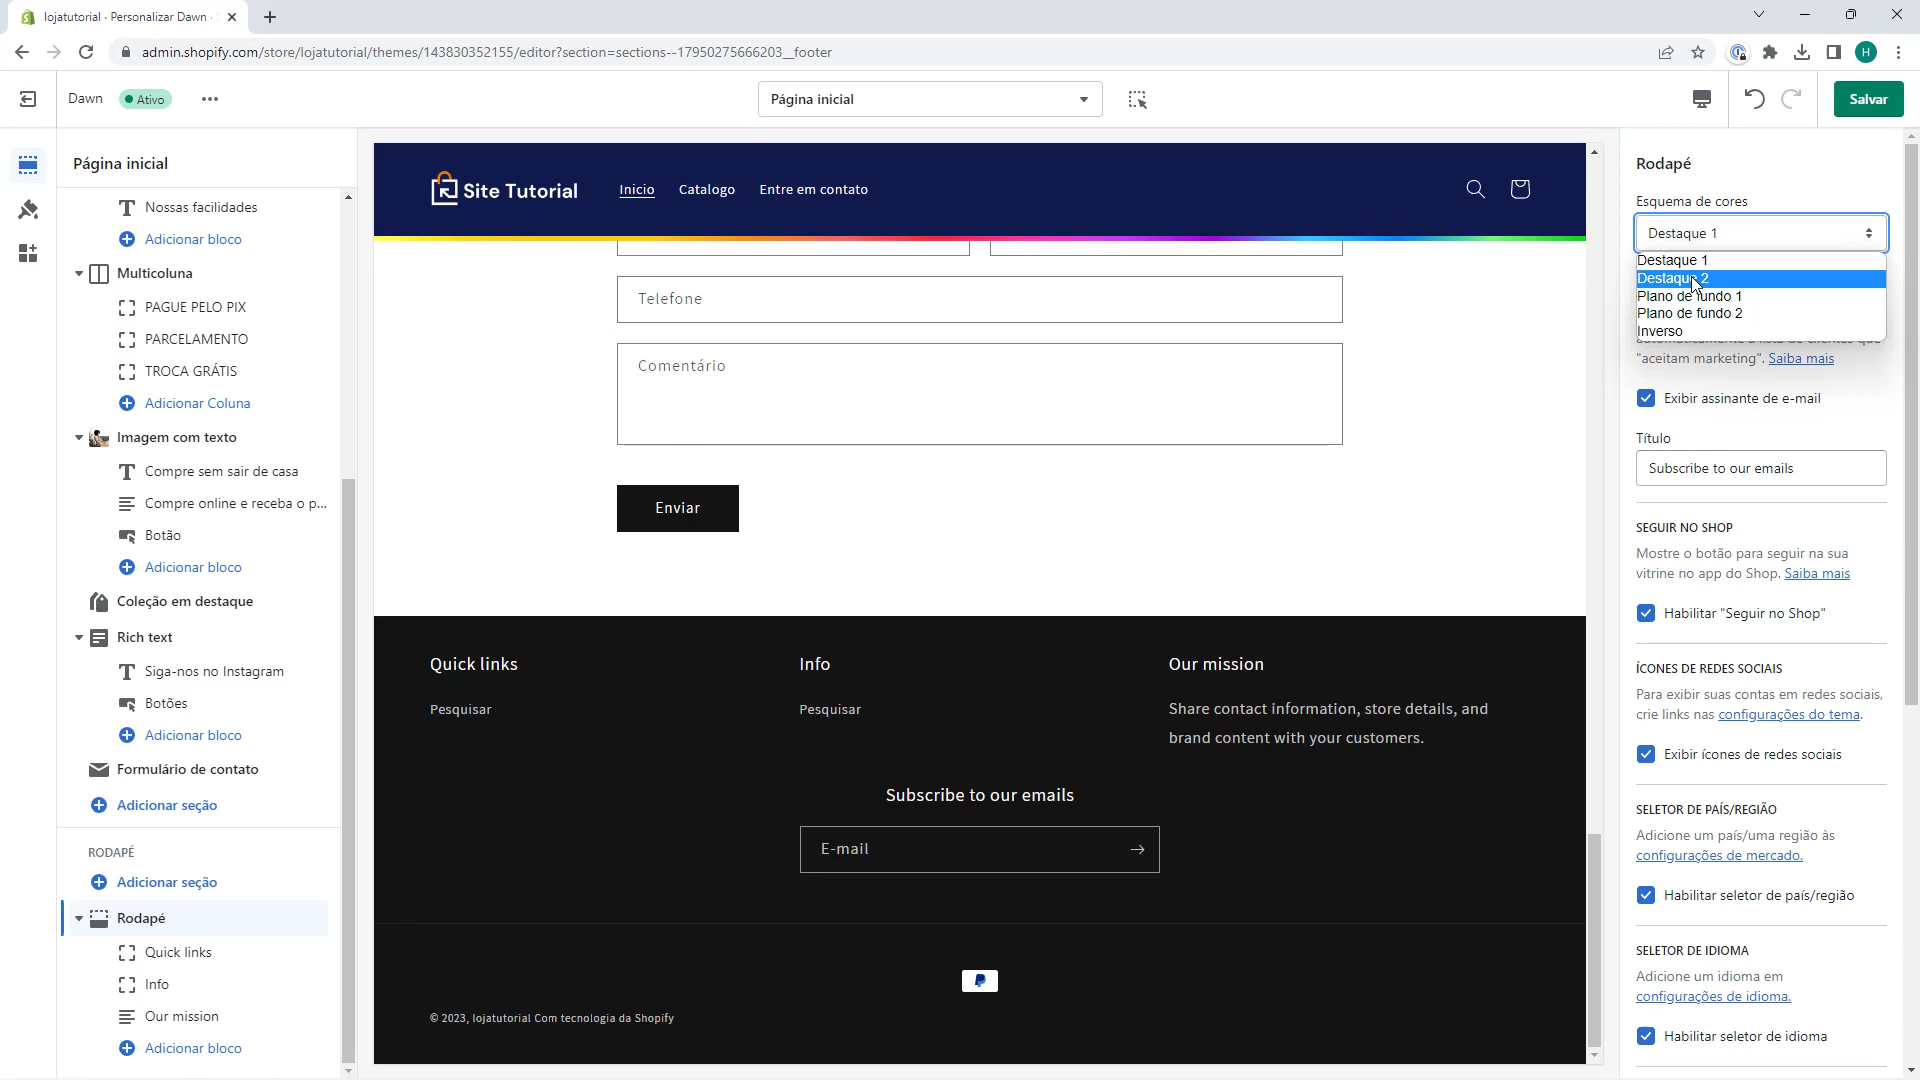 lojatutorial · Personalizar Dawn ·
admin.shopify.com/store/lojatutorial/themes/143830352155/editor?section=sections--17950275666203__footer
H
Dawn
Ativo
Página inicial
Salvar
Página inicial
Nossas facilidades
Adicionar bloco
Multicoluna
PAGUE PELO PIX
PARCELAMENTO
TROCA GRÁTIS
Adicionar Coluna
Imagem com texto
Compre sem sair de casa
Compre online e receba o p...
Botão
Adicionar bloco
Coleção em destaque
Rich text
Siga-nos no Instagram
Botões
Adicionar bloco
Formulário de contato
Adicionar seção
RODAPÉ
Adicionar seção
Rodapé
Quick links
Info
Our mission
Adicionar bloco
Site Tutorial
Inicio
Catalogo
Entre em contato
Telefone
Comentário
Enviar
Quick links
Pesquisar
Info
Pesquisar
Our mission
Share contact information, store details, and
brand content with your customers.
Subscribe to our emails
E-mail
© 2023, lojatutorial Com tecnologia da Shopify
Rodapé
Esquema de cores
Destaque 1
Destaque 1
Destaque 2
Plano de fundo 1
Plano de fundo 2
Inverso
automaticamente à lista de clientes que
"aceitam marketing". Saiba mais
Exibir assinante de e-mail
Título
Subscribe to our emails
SEGUIR NO SHOP
Mostre o botão para seguir na sua
vitrine no app do Shop. Saiba mais
Habilitar "Seguir no Shop"
ÍCONES DE REDES SOCIAIS
Para exibir suas contas em redes sociais,
crie links nas configurações do tema.
Exibir ícones de redes sociais
SELETOR DE PAÍS/REGIÃO
Adicione um país/uma região às
configurações de mercado.
Habilitar seletor de país/região
SELETOR DE IDIOMA
Adicione um idioma em
configurações de idioma.
Habilitar seletor de idioma